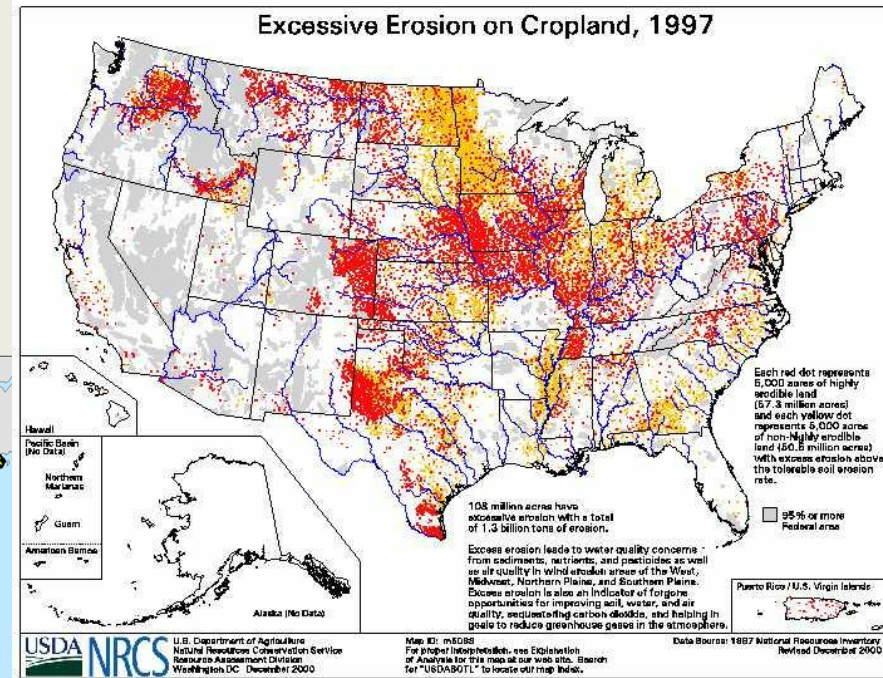 Excessive Erosion on Cropland, 1997
Each red dot represents
5,000 acres of highly
erodible land
(57.3 million acres)
and each yellow dot
represents 5,000 acres
of non-highly erodible
land (50.5 million acres)
with excess erosion above
the tolerable soil erosion
rate.
95% or more
Federal area
Hawaii
Pacific Basin
(No Data)
Northern
Marianas
Guam
American Samoa
Alaska (No Data)
108 million acres have
excessive erosion with a total
of 1.3 billion tons of erosion.
Excess erosion leads to water quality concerns
from sediments, nutrients, and pesticides as well
as air quality in wind erosion areas of the West,
Midwest, Northern Plains, and Southern Plains.
Excess erosion is also an indicator of forgone
opportunities for improving soil, water, and air
quality, sequestering carbon dioxide, and helping in
goals to reduce greenhouse gases in the atmosphere.
Puerto Rico / U.S. Virgin Islands
USDA NRCS
U.S. Department of Agriculture
Natural Resources Conservation Service
Resource Assessment Division
Washington DC December 2000
Map ID:
For proper interpretation, see Explanation
of Analysis for this map at our web site. Search
for "USDABOTL" to locate our map index.
Data Source: 1997 National Resources Inventory
Revised December 2000